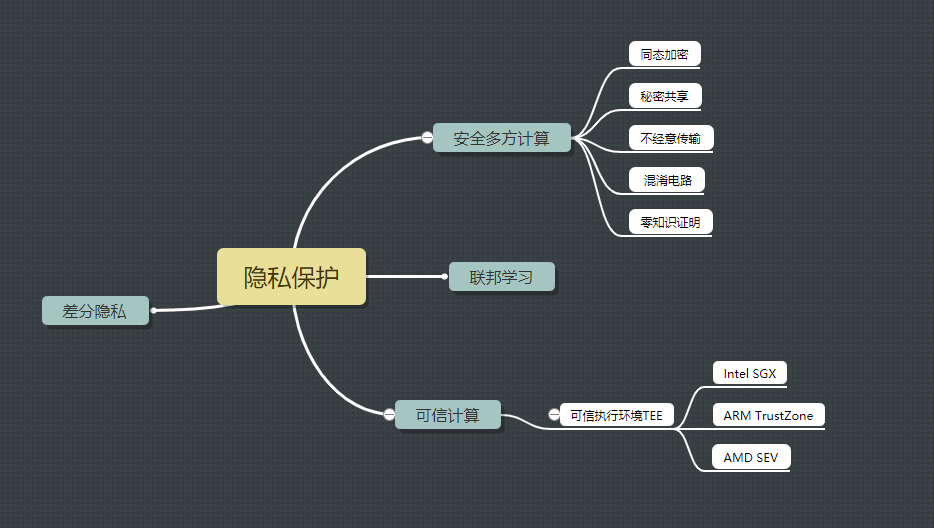 隐私保护
安全多方计算
同态加密
秘密共享
不经意传输
混淆电路
零知识证明
联邦学习
差分隐私
可信计算
可信执行环境TEE
Intel SGX
ARM TrustZone
AMD SEV